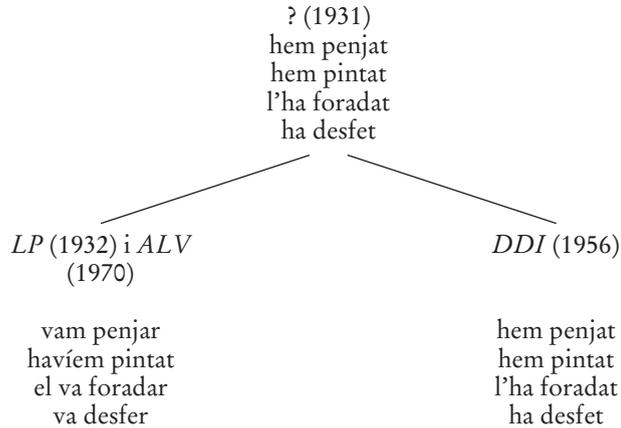 ? (1931)
hem penjat
hem pintat
l’ha foradat
ha desfet
LP (1932) i ALV
(1970)
vam penjar
havíem pintat
el va foradar
va desfer
DDI (1956)
hem penjat
hem pintat
l’ha foradat
ha desfet